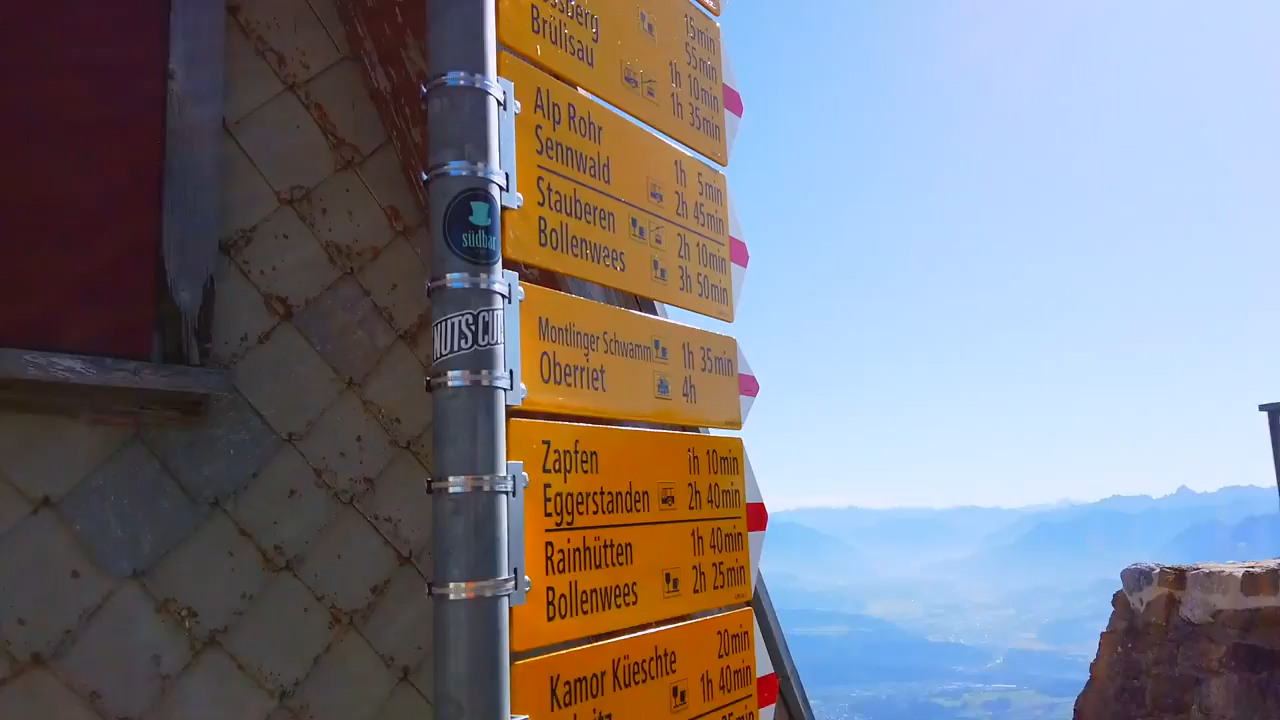 Brülisau
15min
55min
1h 10min
1h 35min
Alp Rohr 1h 5min
Sennwald 2h 45min
Stauberen 2h 10min
Bollenwees 3h 50min
südbar
NUTS·CU
Montlinger Schwamm 1h 35min
Oberriet 4h
Zapfen 1h 10min
Eggerstanden 2h 40min
Rainhütten 1h 40min
Bollenwees 2h 25min
Kamor Küeschte 20min
1h 40min